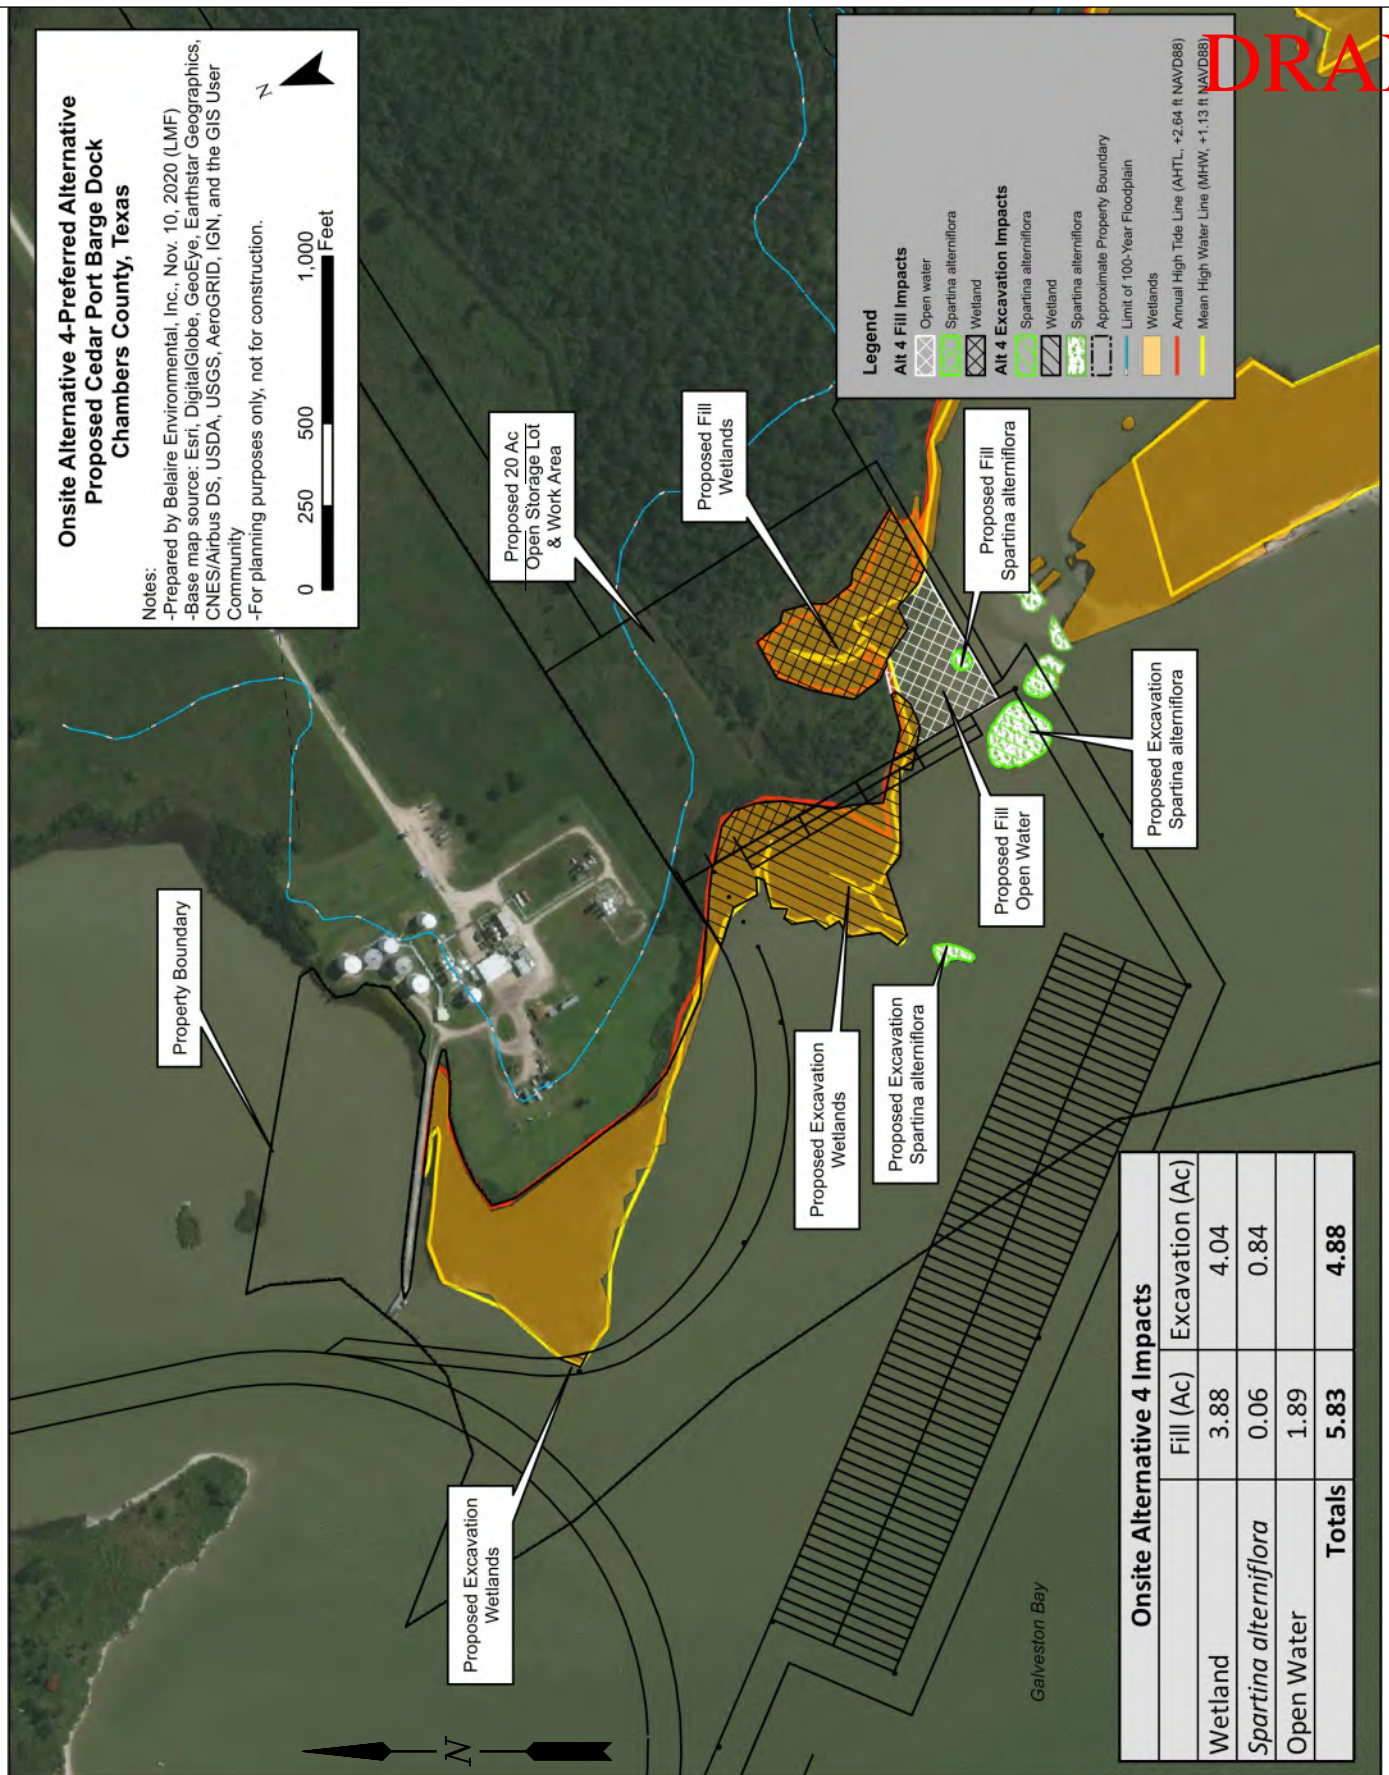 Onsite Alternative 4-Preferred Alternative
Proposed Cedar Port Barge Dock
Chambers County, Texas
Notes:
-Prepared by Belaire Environmental, Inc., Nov. 10, 2020 (LMF)
-Base map source: Esri, DigitalGlobe, GeoEye, Earthstar Geographics,
CNES/Airbus DS, USDA, USGS, AeroGRID, IGN, and the GIS User
Community
-For planning purposes only, not for construction.
N
0 250 500 1,000
Feet
DRA
Property Boundary
Proposed 20 Ac
Open Storage Lot
& Work Area
Proposed Fill
Wetlands
Proposed Fill
Spartina alterniflora
Proposed Excavation
Spartina alterniflora
Proposed Fill
Open Water
Proposed Excavation
Spartina alterniflora
Proposed Excavation
Wetlands
Proposed Excavation
Wetlands
Galveston Bay
N
Legend
Alt 4 Fill Impacts
Open water
Spartina alterniflora
Wetland
Alt 4 Excavation Impacts
Spartina alterniflora
Wetland
Spartina alterniflora
Approximate Property Boundary
Limit of 100-Year Floodplain
Wetlands
Annual High Tide Line (AHTL, +2.64 ft NAVD88)
Mean High Water Line (MHW, +1.13 ft NAVD88)
Onsite Alternative 4 Impacts
Fill (Ac) Excavation (Ac)
Wetland 3.88 4.04
Spartina alterniflora 0.06 0.84
Open Water 1.89
Totals 5.83 4.88